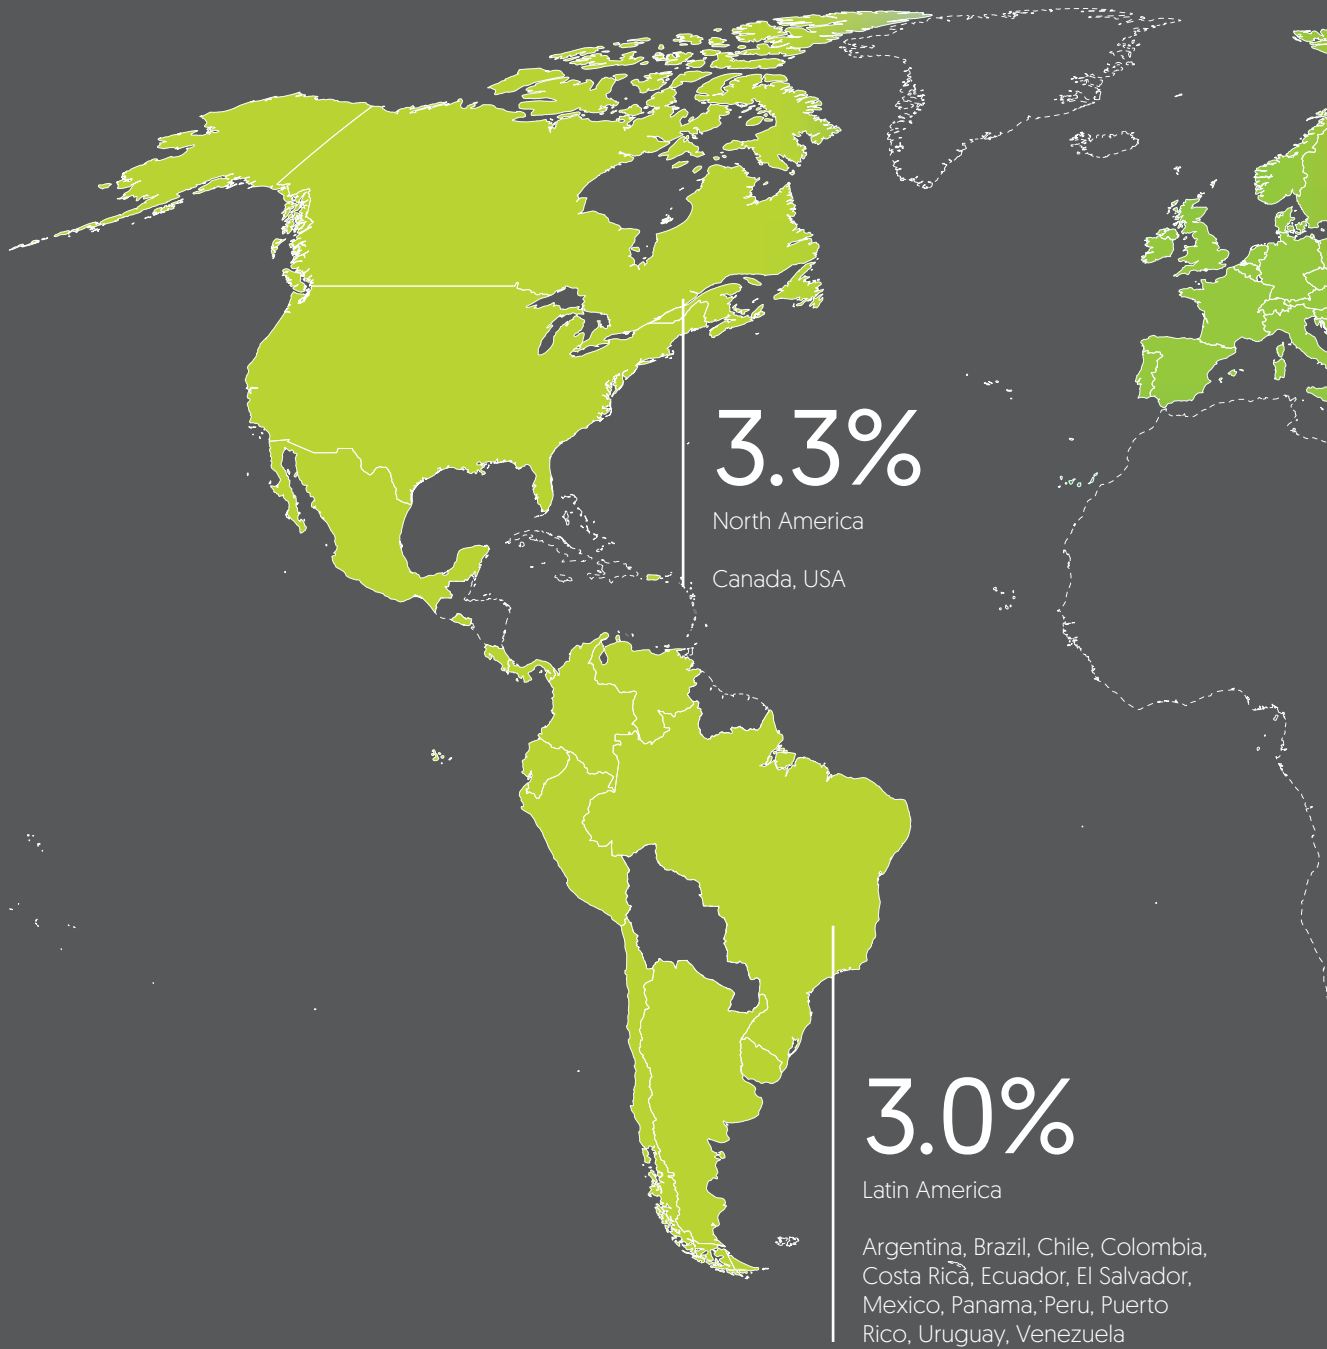 3.3%
North America
Canada, USA
3.0%
Latin America
Argentina, Brazil, Chile, Colombia,
Costa Rica, Ecuador, El Salvador,
Mexico, Panama, Peru, Puerto
Rico, Uruguay, Venezuela